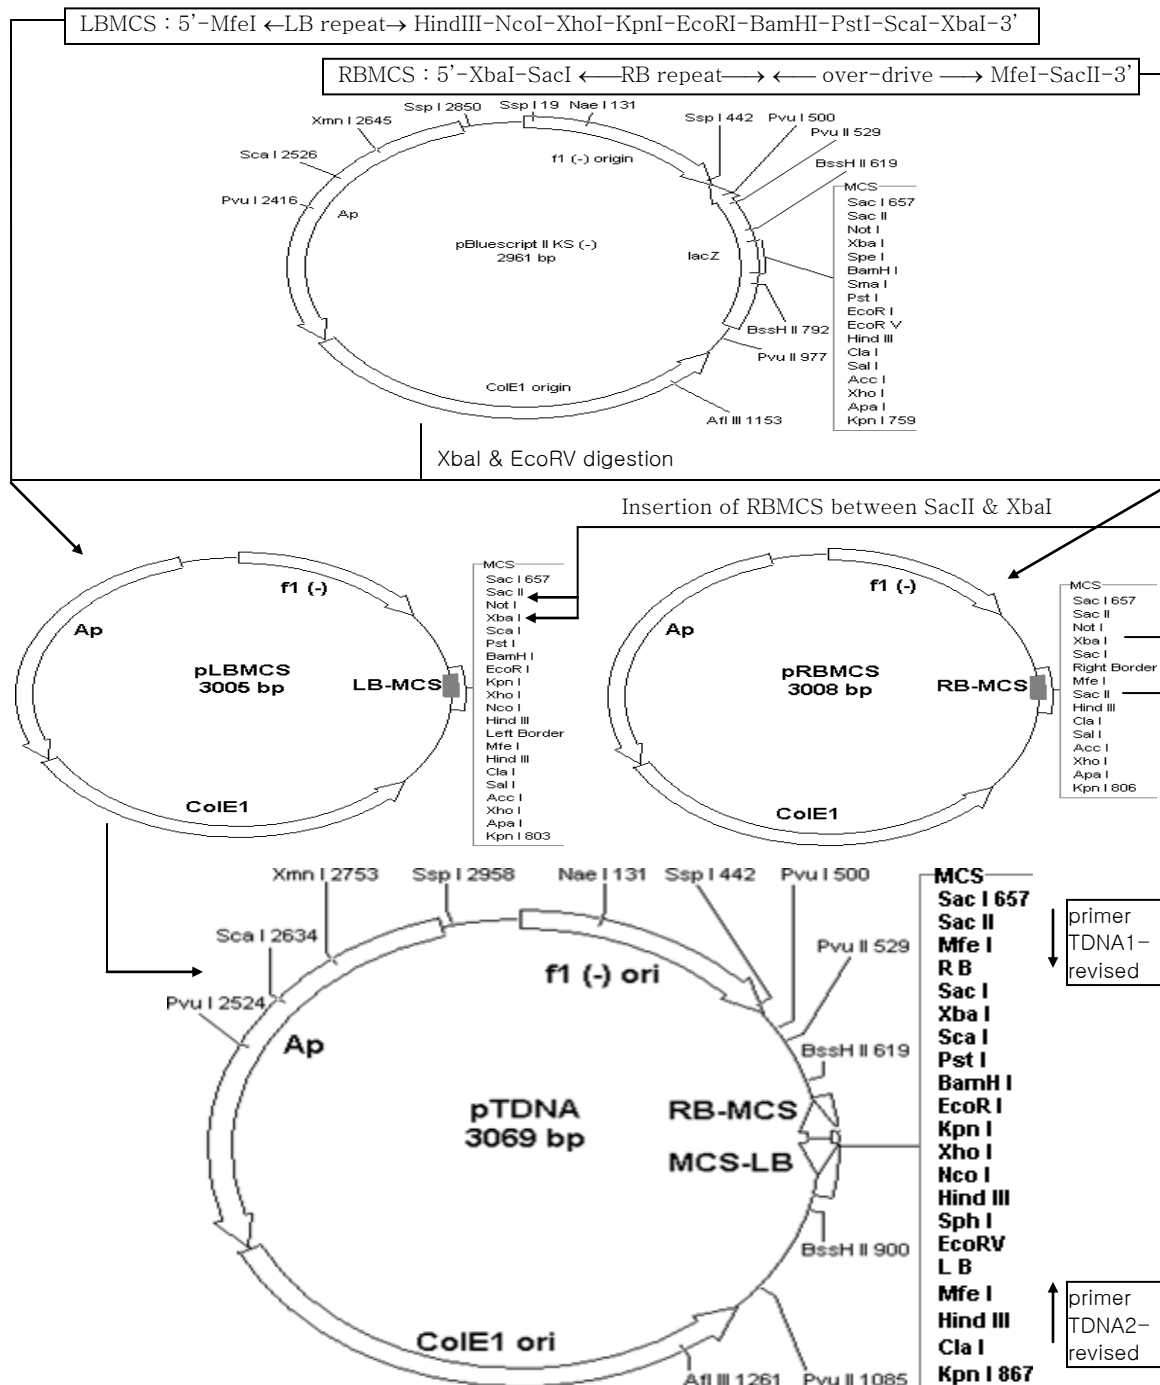 LBMCS : 5'-MfeI ←LB repeat→ HindIII-NcoI-XhoI-KpnI-EcoRI-BamHI-PstI-ScaI-XbaI-3'
RBMCS : 5'-XbaI-SacI ←RB repeat→ ← over-drive → MfeI-SacII-3'
Ssp I 2850
Ssp I 19
Nae I 131
Xmn I 2645
Ssp I 442
Pvu I 500
Pvu II 529
Sca I 2526
f1 (-) origin
BssH II 619
Pvu I 2416
Ap
pBluescript II KS (-)
2961 bp
lacZ
MCS
Sac I 657
Sac II
Not I
Xba I
Spe I
BamH I
Sma I
Pst I
EcoR I
EcoR V
Hind III
Cla I
Sal I
Acc I
Xho I
Apa I
Kpn I 759
BssH II 792
Pvu II 977
ColE1 origin
Afl III 1153
XbaI & EcoRV digestion
Insertion of RBMCS between SacII & XbaI
f1 (-)
Ap
pLBMCS
3005 bp
LB-MCS
ColE1
MCS
Sac I 657
Sac II
Not I
Xba I
Sca I
Pst I
BamH I
EcoR I
Kpn I
Xho I
Nco I
Hind III
Left Border
Mfe I
Hind III
Cla I
Sal I
Acc I
Xho I
Apa I
Kpn I 803
f1 (-)
Ap
pRBMCS
3008 bp
RB-MCS
ColE1
MCS
Sac I 657
Sac II
Not I
Xba I
Sac I
Right Border
Mfe I
Sac II
Hind III
Cla I
Sal I
Acc I
Xho I
Apa I
Kpn I 806
Xmn I 2753
Ssp I 2958
Nae I 131
Ssp I 442
Pvu I 500
Sca I 2634
Pvu II 529
Pvu I 2524
f1 (-) ori
Ap
BssH II 619
pTDNA
3069 bp
RB-MCS
MCS-LB
BssH II 900
ColE1 ori
Afl III 1261
Pvu II 1085
MCS
Sac I 657
Sac II
Mfe I
R B
Sac I
Xba I
Sca I
Pst I
BamH I
EcoR I
Kpn I
Xho I
Nco I
Hind III
Sph I
EcoRV
L B
Mfe I
Hind III
Cla I
Kpn I 867
primer
TDNA1-
revised
primer
TDNA2-
revised